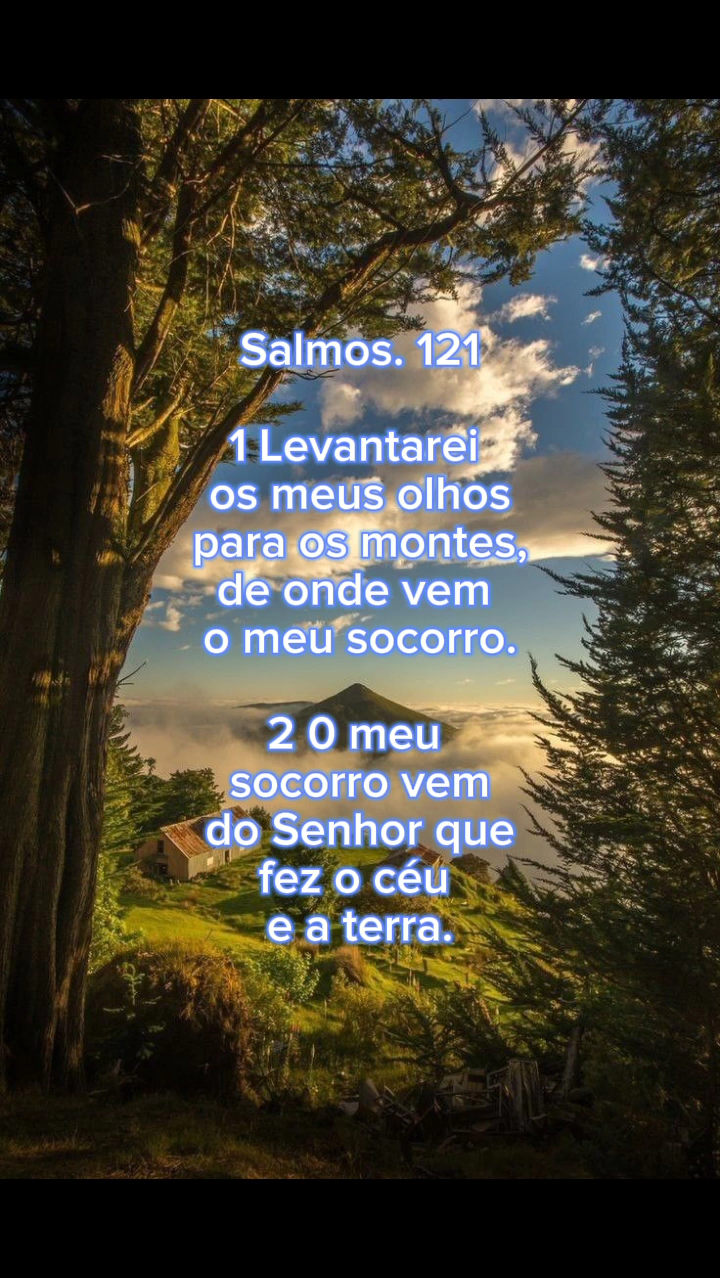 Salmos. 121
1 Levantarei
os meus olhos
para os montes,
de onde vem
o meu socorro.
2 0 meu
socorro vem
do Senhor que
fez o céu
e a terra.